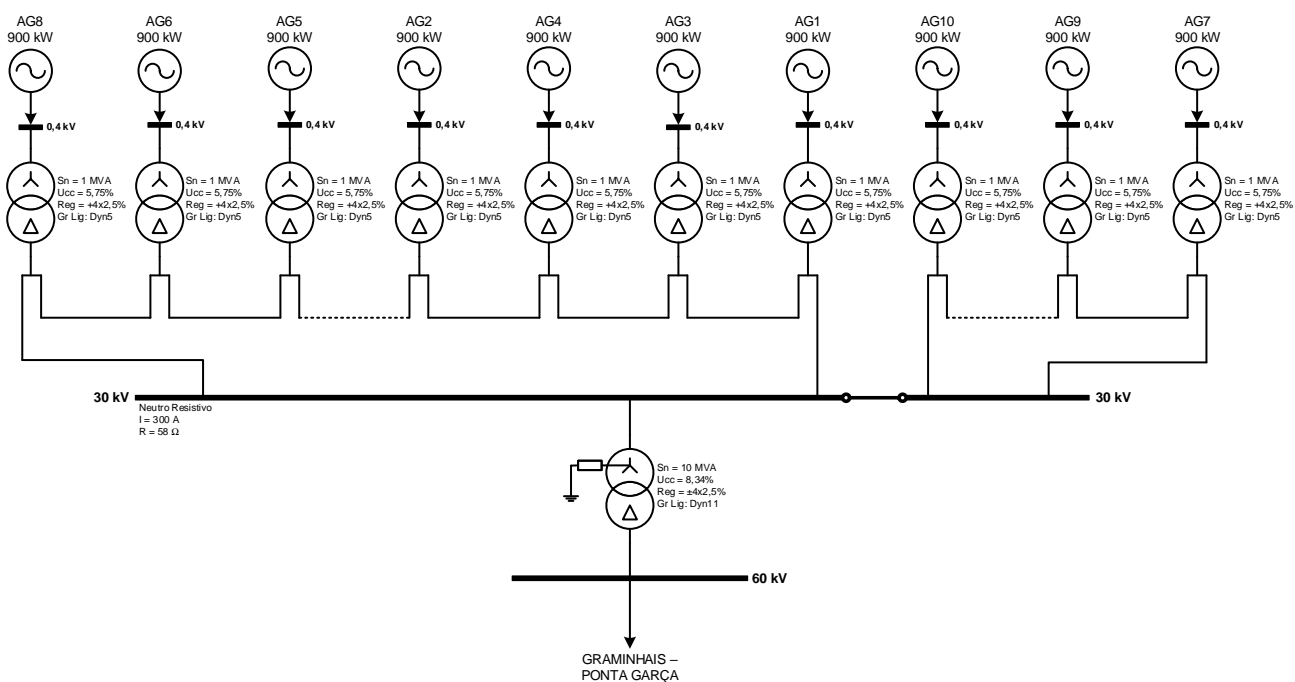 AG8
900 kW
AG6
900 kW
AG5
900 kW
AG2
900 kW
AG4
900 kW
AG3
900 kW
AG1
900 kW
AG10
900 kW
AG9
900 kW
AG7
900 kW
0,4 kV
0,4 kV
0,4 kV
0,4 kV
0,4 kV
0,4 kV
0,4 kV
0,4 kV
0,4 kV
0,4 kV
Sn = 1 MVA
Ucc = 5,75%
Reg = +4x2,5%
Gr Lig: Dyn5
Sn = 1 MVA
Ucc = 5,75%
Reg = +4x2,5%
Gr Lig: Dyn5
Sn = 1 MVA
Ucc = 5,75%
Reg = +4x2,5%
Gr Lig: Dyn5
Sn = 1 MVA
Ucc = 5,75%
Reg = +4x2,5%
Gr Lig: Dyn5
Sn = 1 MVA
Ucc = 5,75%
Reg = +4x2,5%
Gr Lig: Dyn5
Sn = 1 MVA
Ucc = 5,75%
Reg = +4x2,5%
Gr Lig: Dyn5
Sn = 1 MVA
Ucc = 5,75%
Reg = +4x2,5%
Gr Lig: Dyn5
Sn = 1 MVA
Ucc = 5,75%
Reg = +4x2,5%
Gr Lig: Dyn5
Sn = 1 MVA
Ucc = 5,75%
Reg = +4x2,5%
Gr Lig: Dyn5
Sn = 1 MVA
Ucc = 5,75%
Reg = +4x2,5%
Gr Lig: Dyn5
30 kV
30 kV
Neutro Resistivo
I = 300 A
R = 58 Ω
Sn = 10 MVA
Ucc = 8,34%
Reg = ±4x2,5%
Gr Lig: Dyn11
60 kV
GRAMINHAIS –
PONTA GARÇA